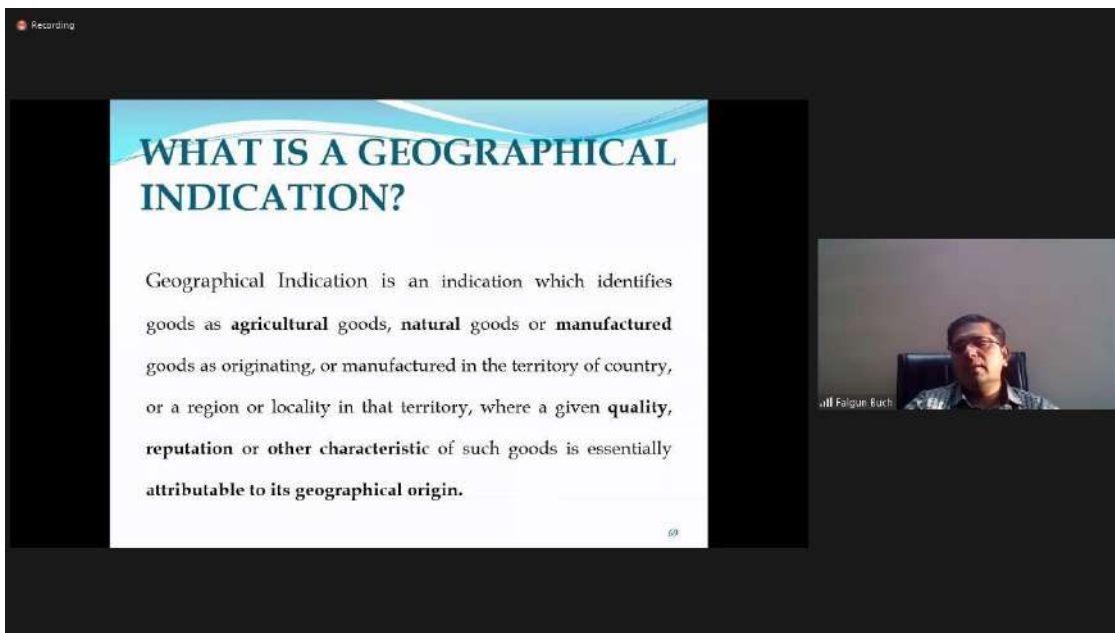 Recording
WHAT IS A GEOGRAPHICAL
INDICATION?
Geographical Indication is an indication which identifies
goods as agricultural goods, natural goods or manufactured
goods as originating, or manufactured in the territory of country,
or a region or locality in that territory, where a given quality,
reputation or other characteristic of such goods is essentially
attributable to its geographical origin.
69
Falgun Buch